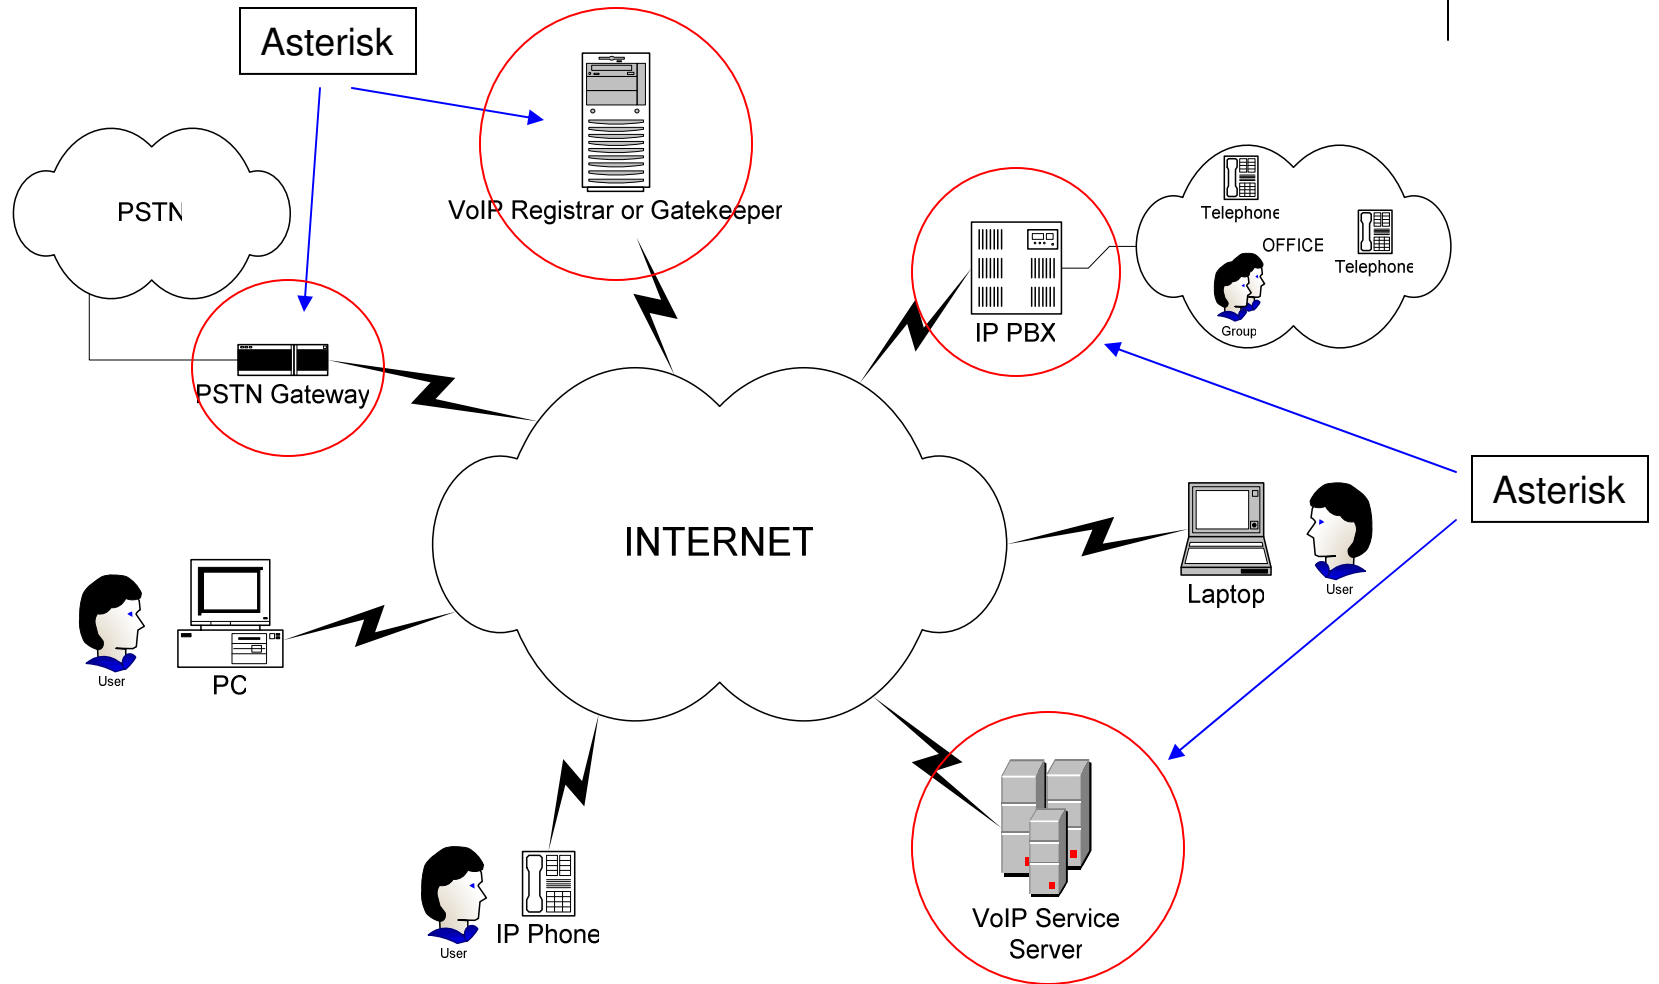 Asterisk
PSTN
VoIP Registrar or Gatekeeper
Telephone
OFFICE
Telephone
Group
IP PBX
PSTN Gateway
Asterisk
INTERNET
Laptop
User
User
PC
IP Phone
User
VoIP Service
Server